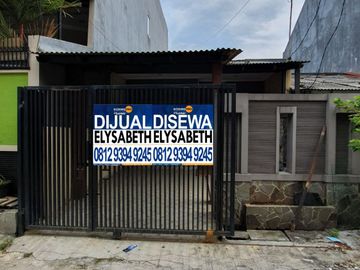 DIJUAL DISEWA
ELYSABETH ELYSABETH
0812 9394 9245 0812 9394 9245